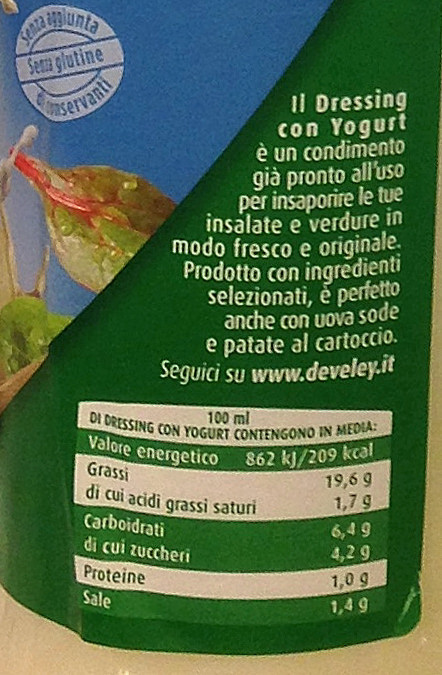 Senza aggiunta
Senza glutine
di conservanti
Il Dressing
con Yogurt
è un condimento
già pronto all'uso
per insaporire le tue
insalate e verdure in
modo fresco e originale.
Prodotto con ingredienti
selezionati, è perfetto
anche con uova sode
e patate al cartoccio.
Seguici su www.develey.it
100 ml
DI DRESSING CON YOGURT CONTENGONO IN MEDIA:
Valore energetico 862 kJ/209 kcal
Grassi 19,6 g
di cui acidi grassi saturi 1,7 g
Carboidrati 6,4 g
di cui zuccheri 4,2 g
Proteine 1,0 g
Sale 1,4 g